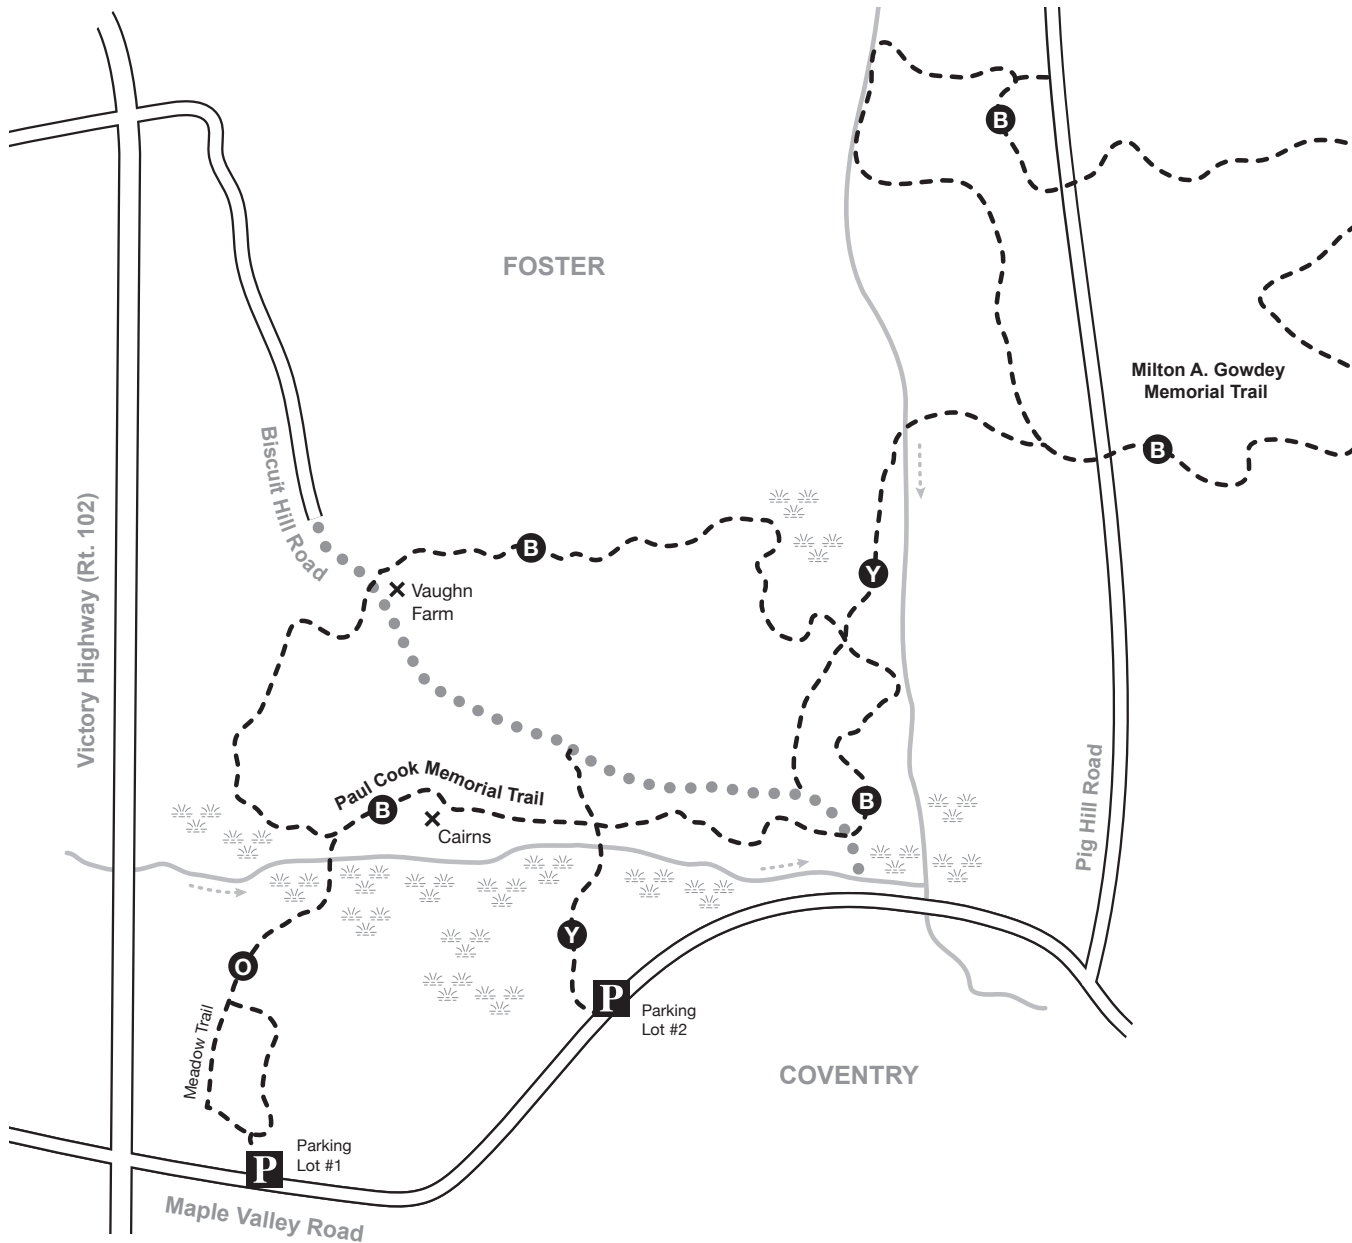 B
FOSTER
Milton A. Gowdey
Memorial Trail
B
Biscuit Hill Road
Victory Highway (Rt. 102)
B
Y
Vaughn
Farm
Paul Cook Memorial Trail
B
Cairns
B
Pig Hill Road
Y
O
P
Parking
Lot #2
Meadow Trail
COVENTRY
P
Parking
Lot #1
Maple Valley Road